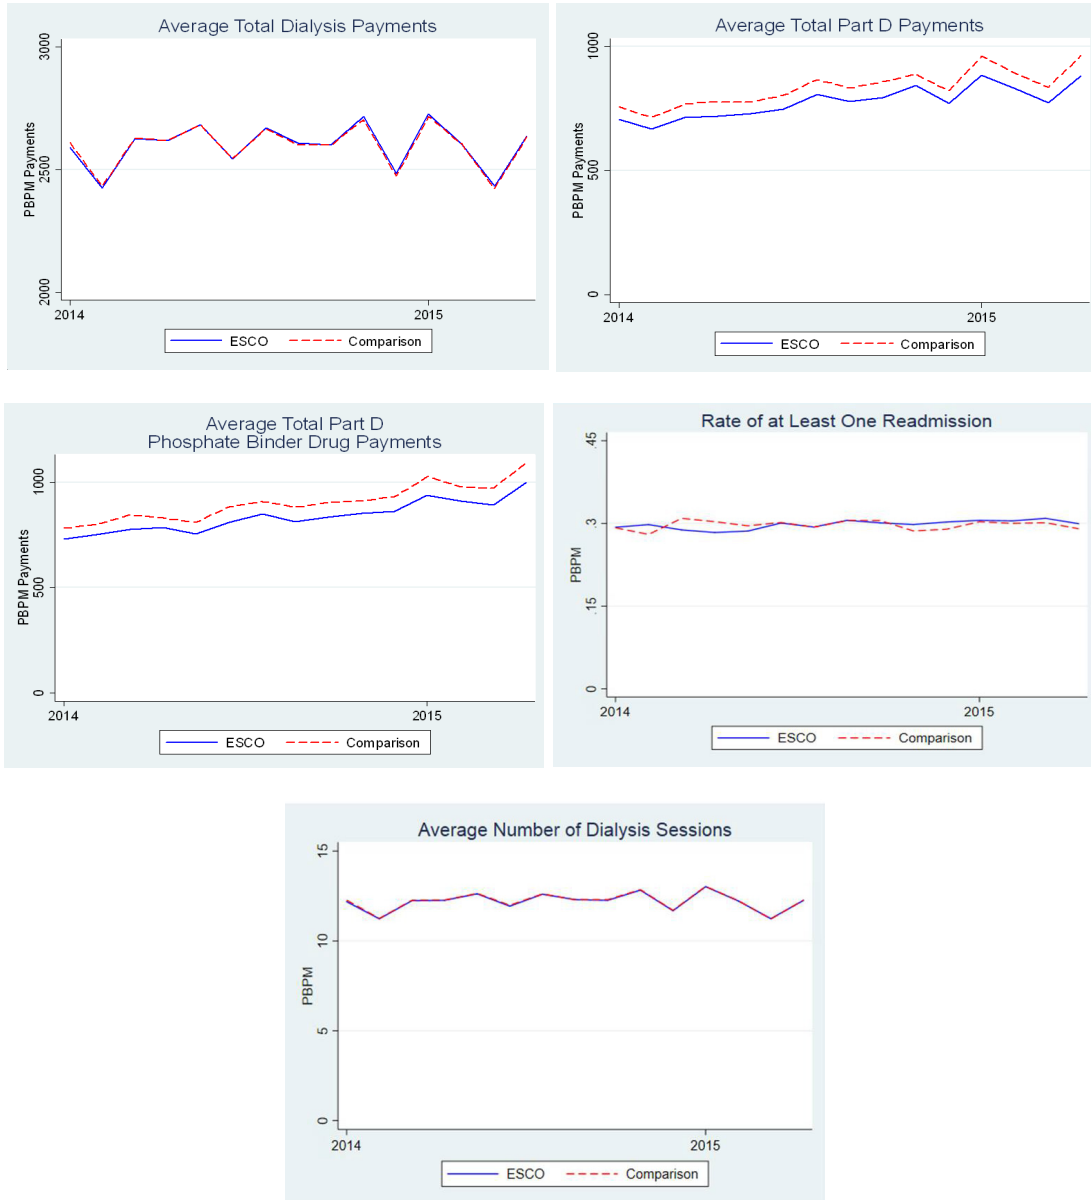 Average Total Dialysis Payments
PBPM Payments
3000
2500
2000
2014
2015
ESCO
Comparison
Average Total Part D Payments
PBPM Payments
1000
500
0
2014
2015
ESCO
Comparison
Average Total Part D
Phosphate Binder Drug Payments
PBPM Payments
1000
500
0
2014
2015
ESCO
Comparison
Rate of at Least One Readmission
PBPM
.45
.3
.15
0
2014
2015
ESCO
Comparison
Average Number of Dialysis Sessions
PBPM
15
10
5
0
2014
2015
ESCO
Comparison